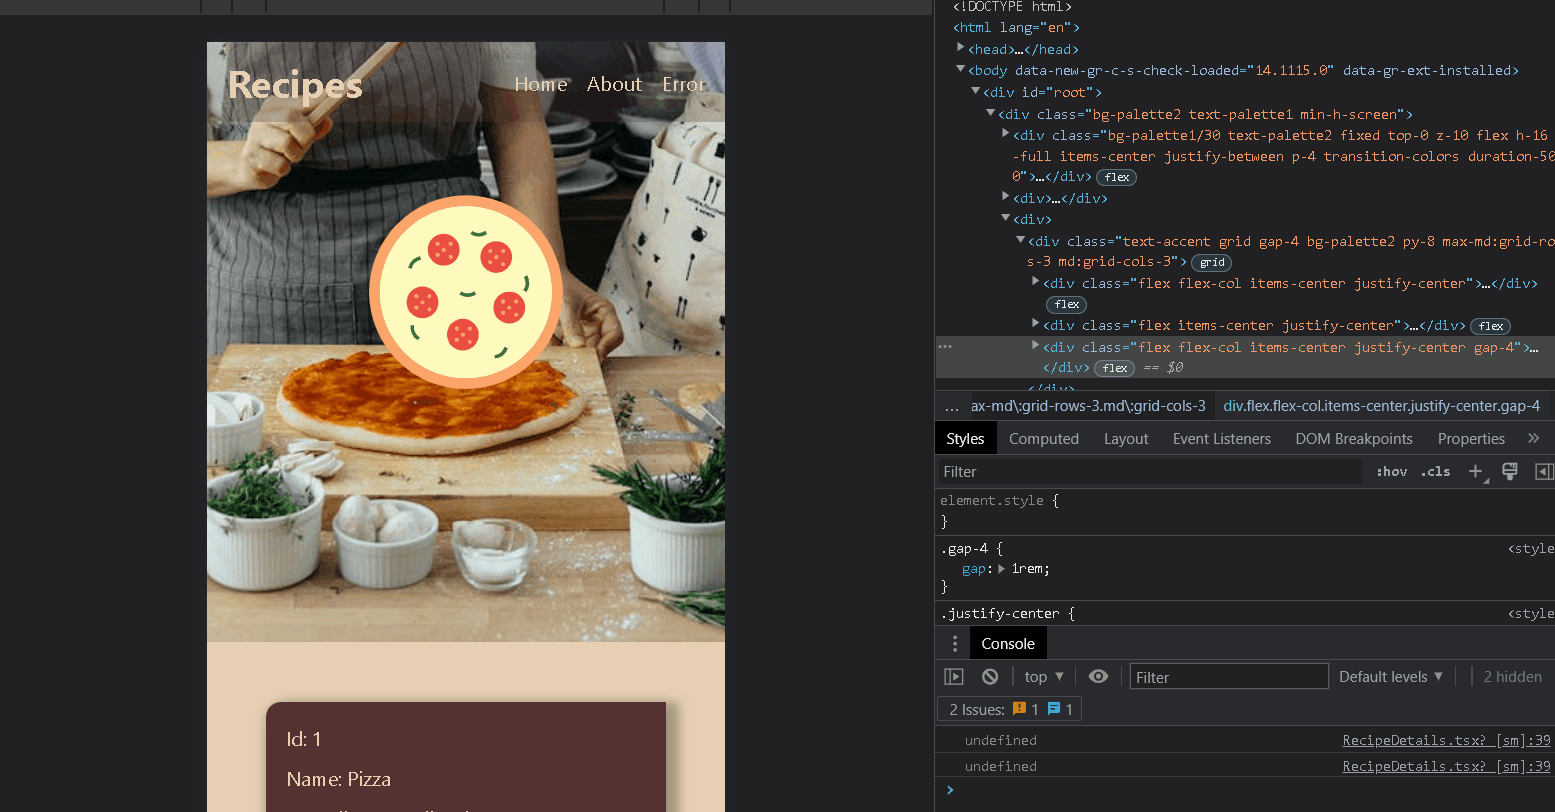 Recipes
Home About Error
Id: 1
Name: Pizza
<!DOCTYPE html>
<html lang="en">
<head>…</head>
<body data-new-gr-c-s-check-loaded="14.1115.0" data-gr-ext-installed>
<div id="root">
<div class="bg-palette2 text-palette1 min-h-screen">
<div class="bg-palette1/30 text-palette2 fixed top-0 z-10 flex h-16
-full items-center justify-between p-4 transition-colors duration-50
0">…</div> flex
<div>…</div>
<div>
<div class="text-accent grid gap-4 bg-palette2 py-8 max-md:grid-ro
s-3 md:grid-cols-3"> grid
<div class="flex flex-col items-center justify-center">…</div>
flex
<div class="flex items-center justify-center">…</div> flex
… <div class="flex flex-col items-center justify-center gap-4">…
</div> flex == $0
</div>
… ax-md\:grid-rows-3.md\:grid-cols-3 div.flex.flex-col.items-center.justify-center.gap-4
Styles Computed Layout Event Listeners DOM Breakpoints Properties »
Filter :hov .cls +
element.style {
}
.gap-4 { <style
gap: 1rem;
}
.justify-center { <style
Console
top Filter Default levels 2 hidden
2 Issues: 1 1
undefined RecipeDetails.tsx? [sm]:39
undefined RecipeDetails.tsx? [sm]:39